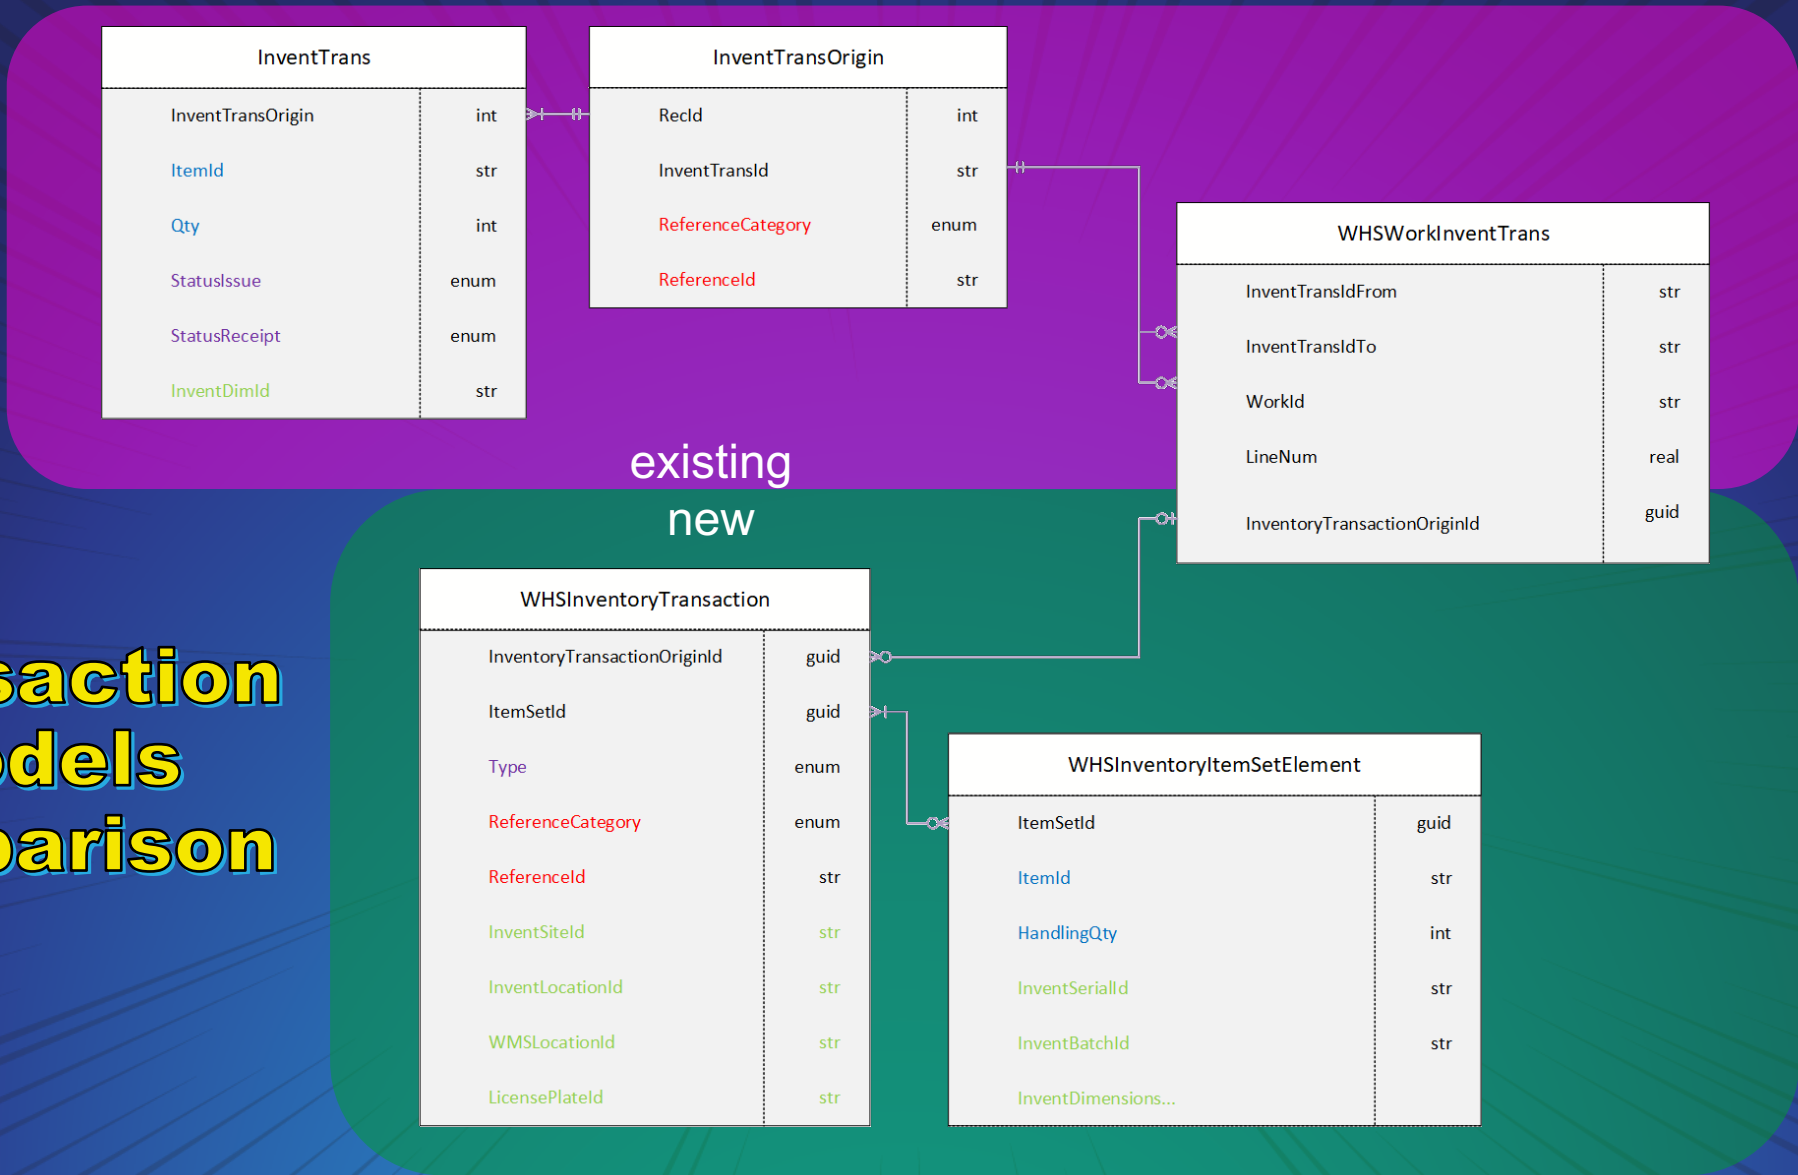 InventTrans
InventTransOrigin int
ItemId str
Qty int
StatusIssue enum
StatusReceipt enum
InventDimId str
InventTransOrigin
RecId int
InventTransId str
ReferenceCategory enum
ReferenceId str
WHSWorkInventTrans
InventTransIdFrom str
InventTransIdTo str
WorkId str
LineNum real
InventoryTransactionOriginId guid
existing
new
WHSInventoryTransaction
InventoryTransactionOriginId guid
ItemSetId guid
Type enum
ReferenceCategory enum
ReferenceId str
InventSiteId str
InventLocationId str
WMSLocationId str
LicensePlateId str
WHSInventoryItemSetElement
ItemSetId guid
ItemId str
HandlingQty int
InventSerialId str
InventBatchId str
InventDimensions...
saction
dels
parison